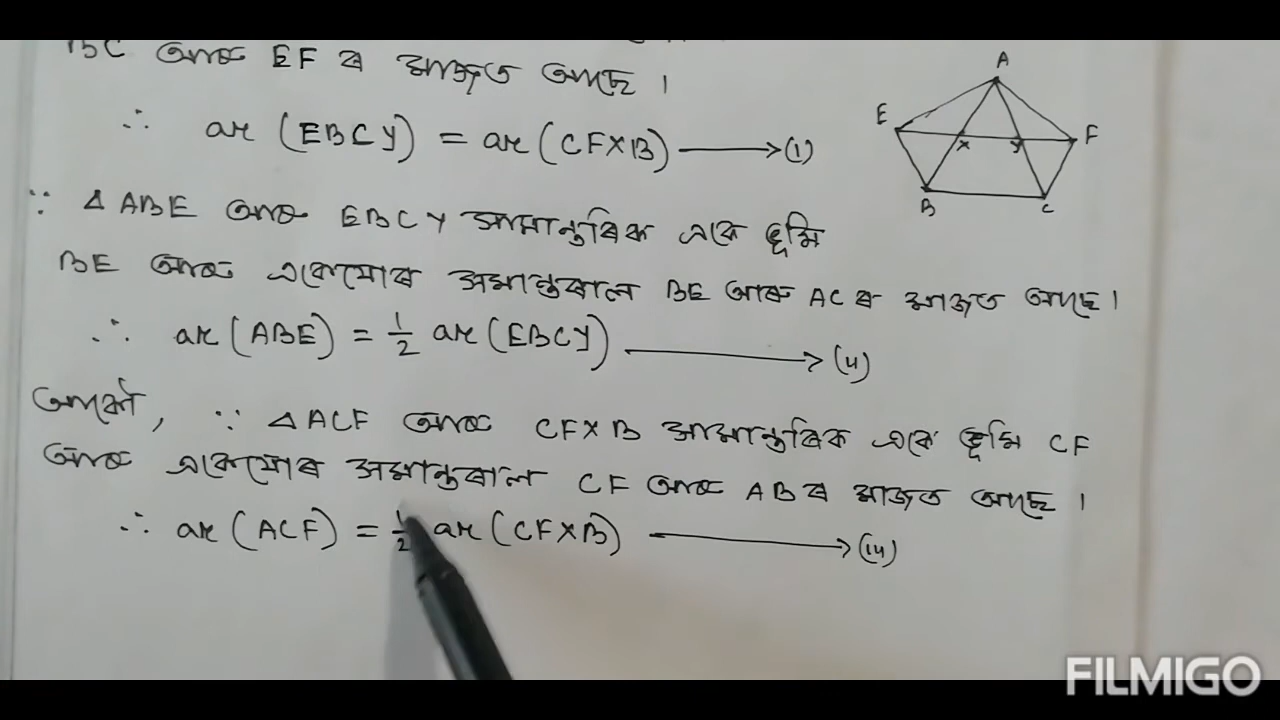 BC আৰু EF ৰ মাজত আছে ।
∴ ar (EBCY) = ar (CFXB) ⟶ (i)
∵ Δ ABE আৰু EBCY সামান্তৰিক একে ভূমি
BE আৰু একেযোৰ সমান্তৰাল BE আৰু AC ৰ মাজত আছে ।
∴ ar (ABE) = 1/2 ar (EBCY) ⟶ (ii)
আকৌ, ∵ Δ ACF আৰু CFXB সামান্তৰিক একে ভূমি CF
আৰু একেযোৰ সমান্তৰাল CF আৰু AB ৰ মাজত আছে ।
∴ ar (ACF) = 1/2 ar (CFXB) ⟶ (iii)
A
E
F
X
Y
B
C
FILMIGO